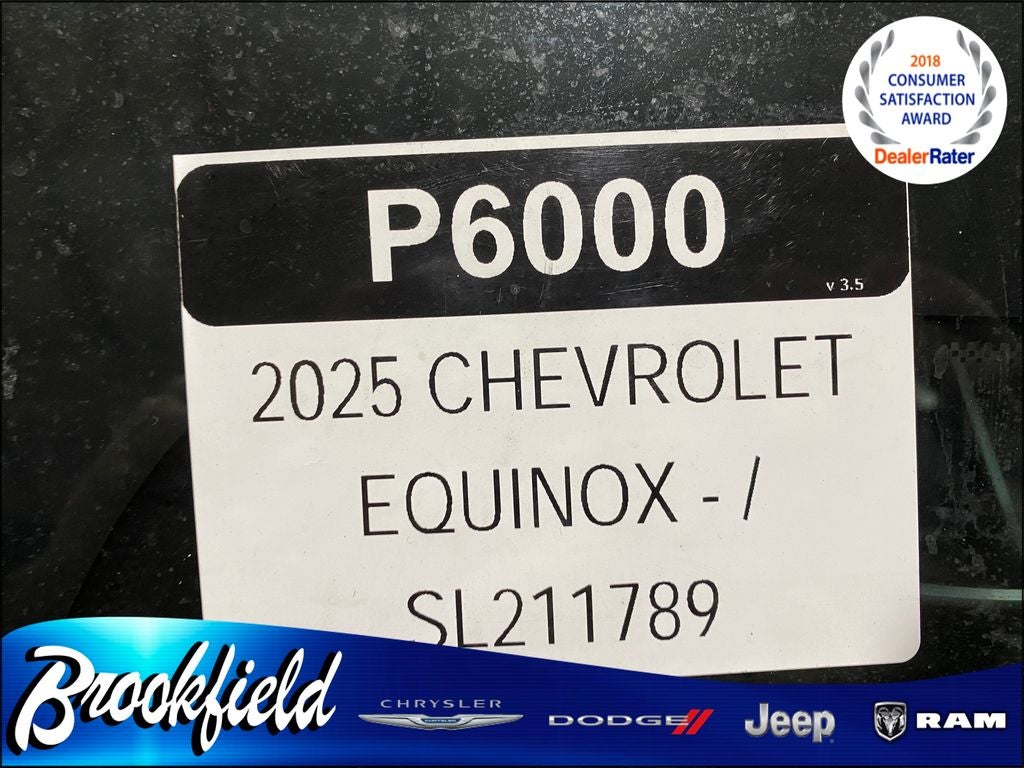 2018
CONSUMER
SATISFACTION
AWARD
DealerRater
P6000
v 3.5
2025 CHEVROLET
EQUINOX - /
SL211789
Brookfield
CHRYSLER
DODGE
Jeep
RAM